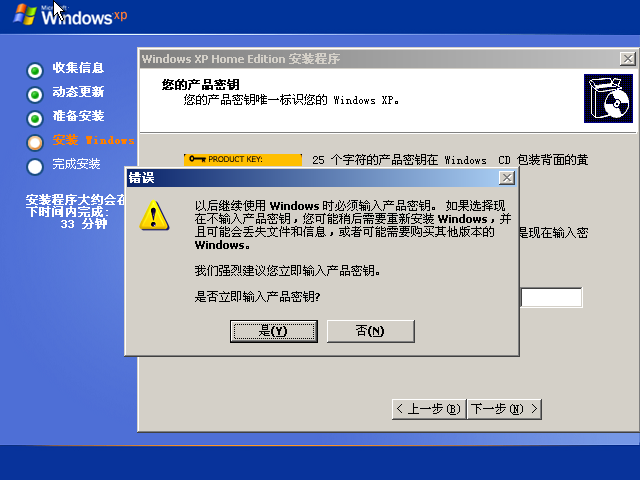 Microsoft
Windows xp
收集信息
动态更新
准备安装
安装 Windows
完成安装
安装程序大约会在
下时间内完成:
33 分钟
Windows XP Home Edition 安装程序
您的产品密钥
您的产品密钥唯一标识您的 Windows XP。
PRODUCT KEY:
25 个字符的产品密钥在 Windows CD 包装背面的黄
错误
以后继续使用 Windows 时必须输入产品密钥。 如果选择现
在不输入产品密钥，您可能稍后需要重新安装 Windows，并
且可能会丢失文件和信息，或者可能需要购买其他版本的
Windows。
是现在输入密
我们强烈建议您立即输入产品密钥。
是否立即输入产品密钥?
是(Y)
否(N)
< 上一步(B)
下一步(N) >